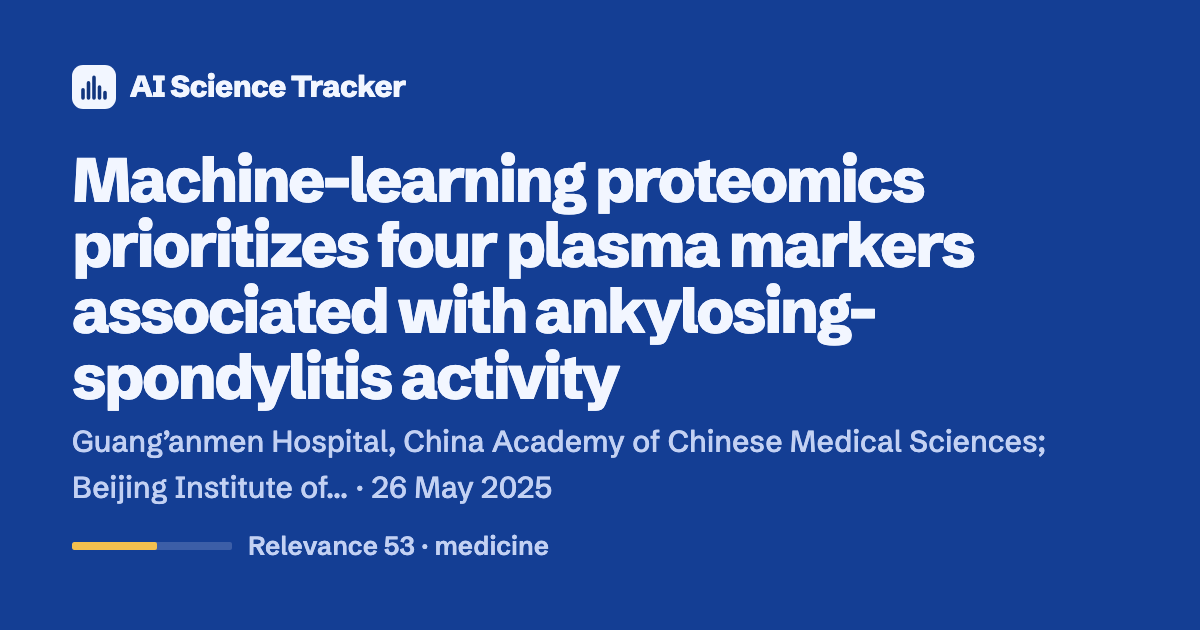 AI Science Tracker
Machine-learning proteomics
prioritizes four plasma markers
associated with ankylosing-
spondylitis activity
Guang’anmen Hospital, China Academy of Chinese Medical Sciences;
Beijing Institute of... · 26 May 2025
Relevance 53 · medicine